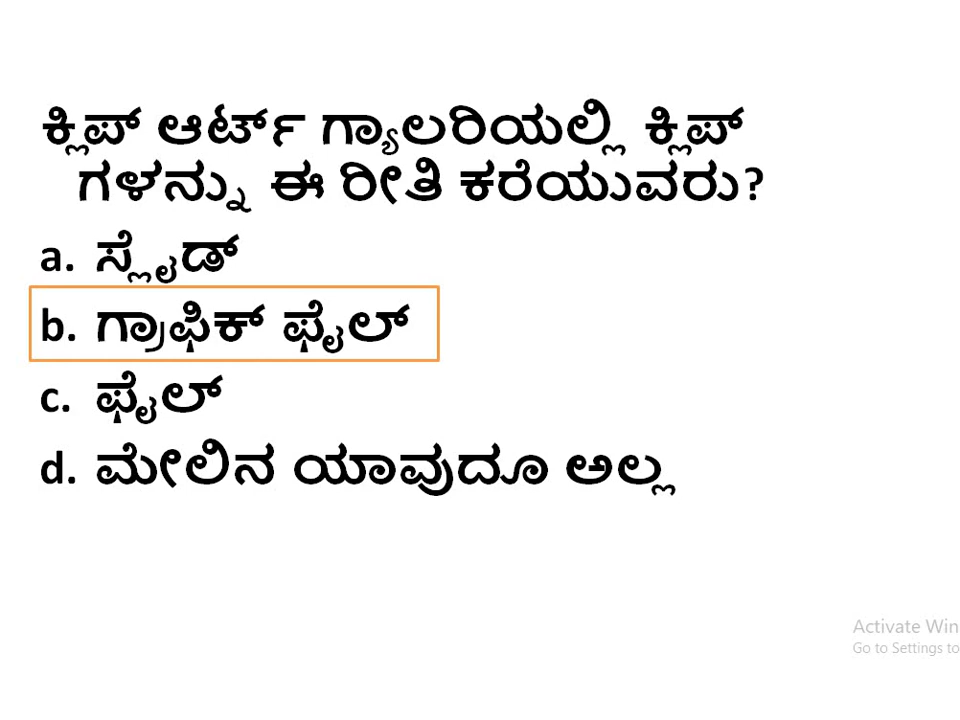 ಕ್ಲಿಪ್ ಆರ್ಟ್ ಗ್ಯಾಲರಿಯಲ್ಲಿ ಕ್ಲಿಪ್
ಗಳನ್ನು ಈ ರೀತಿ ಕರೆಯುವರು?
a. ಸ್ಲೈಡ್
b. ಗ್ರಾಫಿಕ್ ಫೈಲ್
c. ಫೈಲ್
d. ಮೇಲಿನ ಯಾವುದೂ ಅಲ್ಲ
Activate Win
Go to Settings to